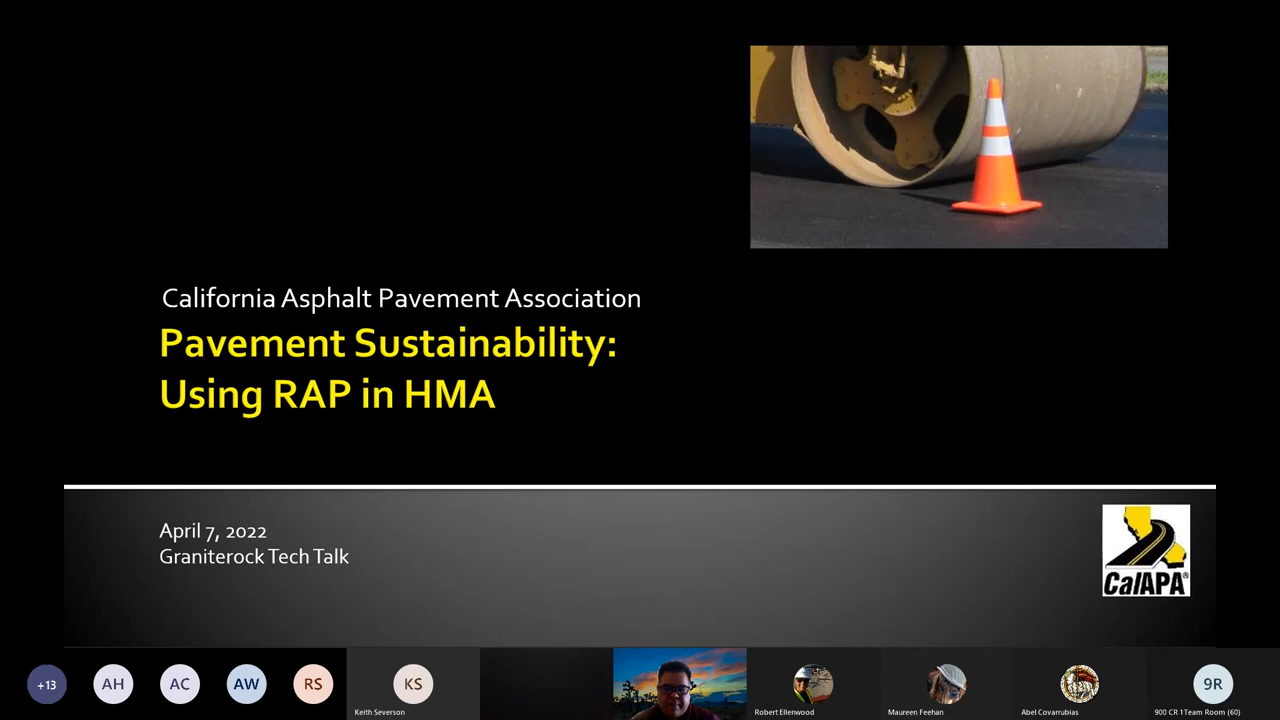 California Asphalt Pavement Association
Pavement Sustainability:
Using RAP in HMA
April 7, 2022
Graniterock Tech Talk
CalAPA®
+13
AH
AC
AW
RS
KS
Keith Severson
Robert Ellenwood
Maureen Feehan
Abel Covarrubias
9R
900 CR 1Team Room (60)